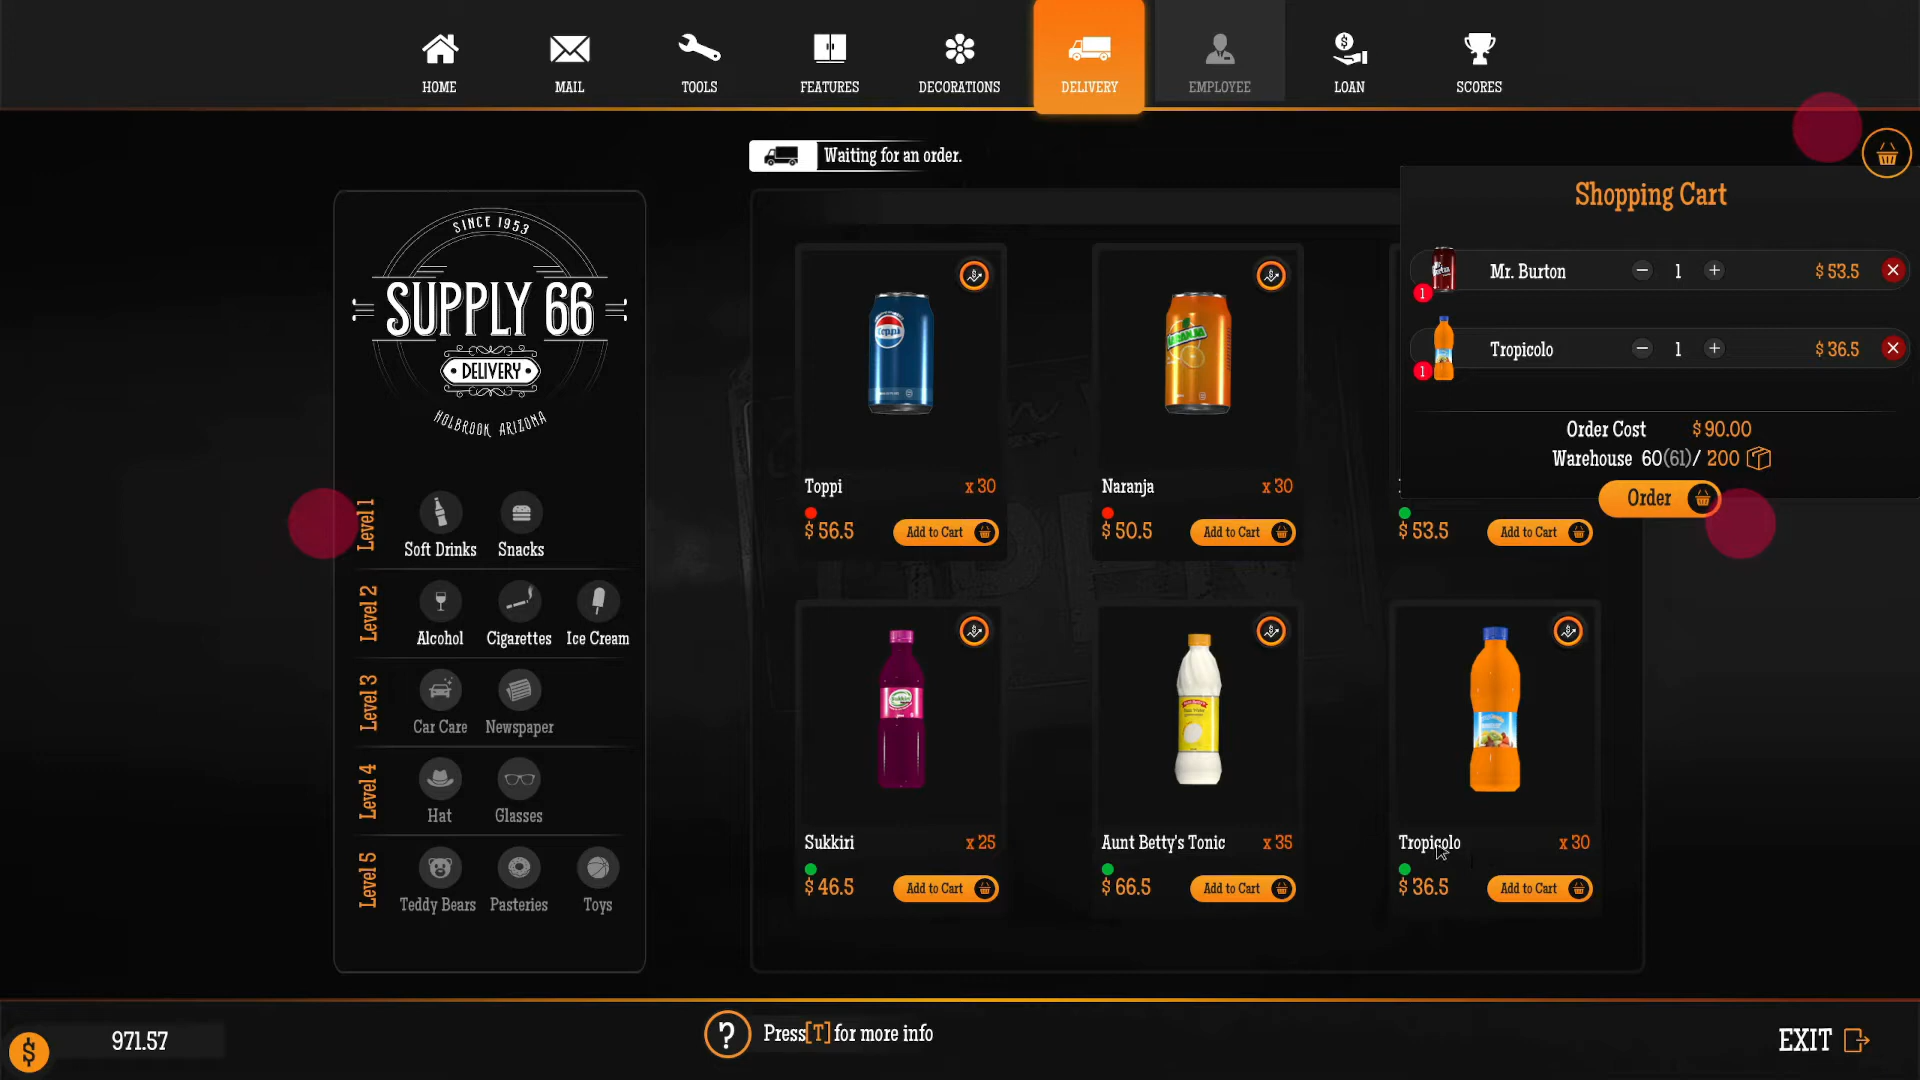 HOME
MAIL
TOOLS
FEATURES
DECORATIONS
DELIVERY
EMPLOYEE
LOAN
SCORES
Waiting for an order.
SINCE 1953
SUPPLY 66
• DELIVERY •
HOLBROOK, ARIZONA
Level 1
Soft Drinks
Snacks
Level 2
Alcohol
Cigarettes
Ice Cream
Level 3
Car Care
Newspaper
Level 4
Hat
Glasses
Level 5
Teddy Bears
Pasteries
Toys
Toppi
x 30
$ 56.5
Add to Cart
NARANJA
Naranja
x 30
$ 50.5
Add to Cart
$ 53.5
Add to Cart
Sukkiri
Sukkiri
x 25
$ 46.5
Add to Cart
Aunt Betty's Tonic
x 35
$ 66.5
Add to Cart
Tropicolo
x 30
$ 36.5
Add to Cart
Shopping Cart
1
Mr. Burton
− 1 +
$ 53.5
1
Tropicolo
− 1 +
$ 36.5
Order Cost $ 90.00
Warehouse 60(61)/ 200
Order
$ 971.57
? Press[T]for more info
EXIT